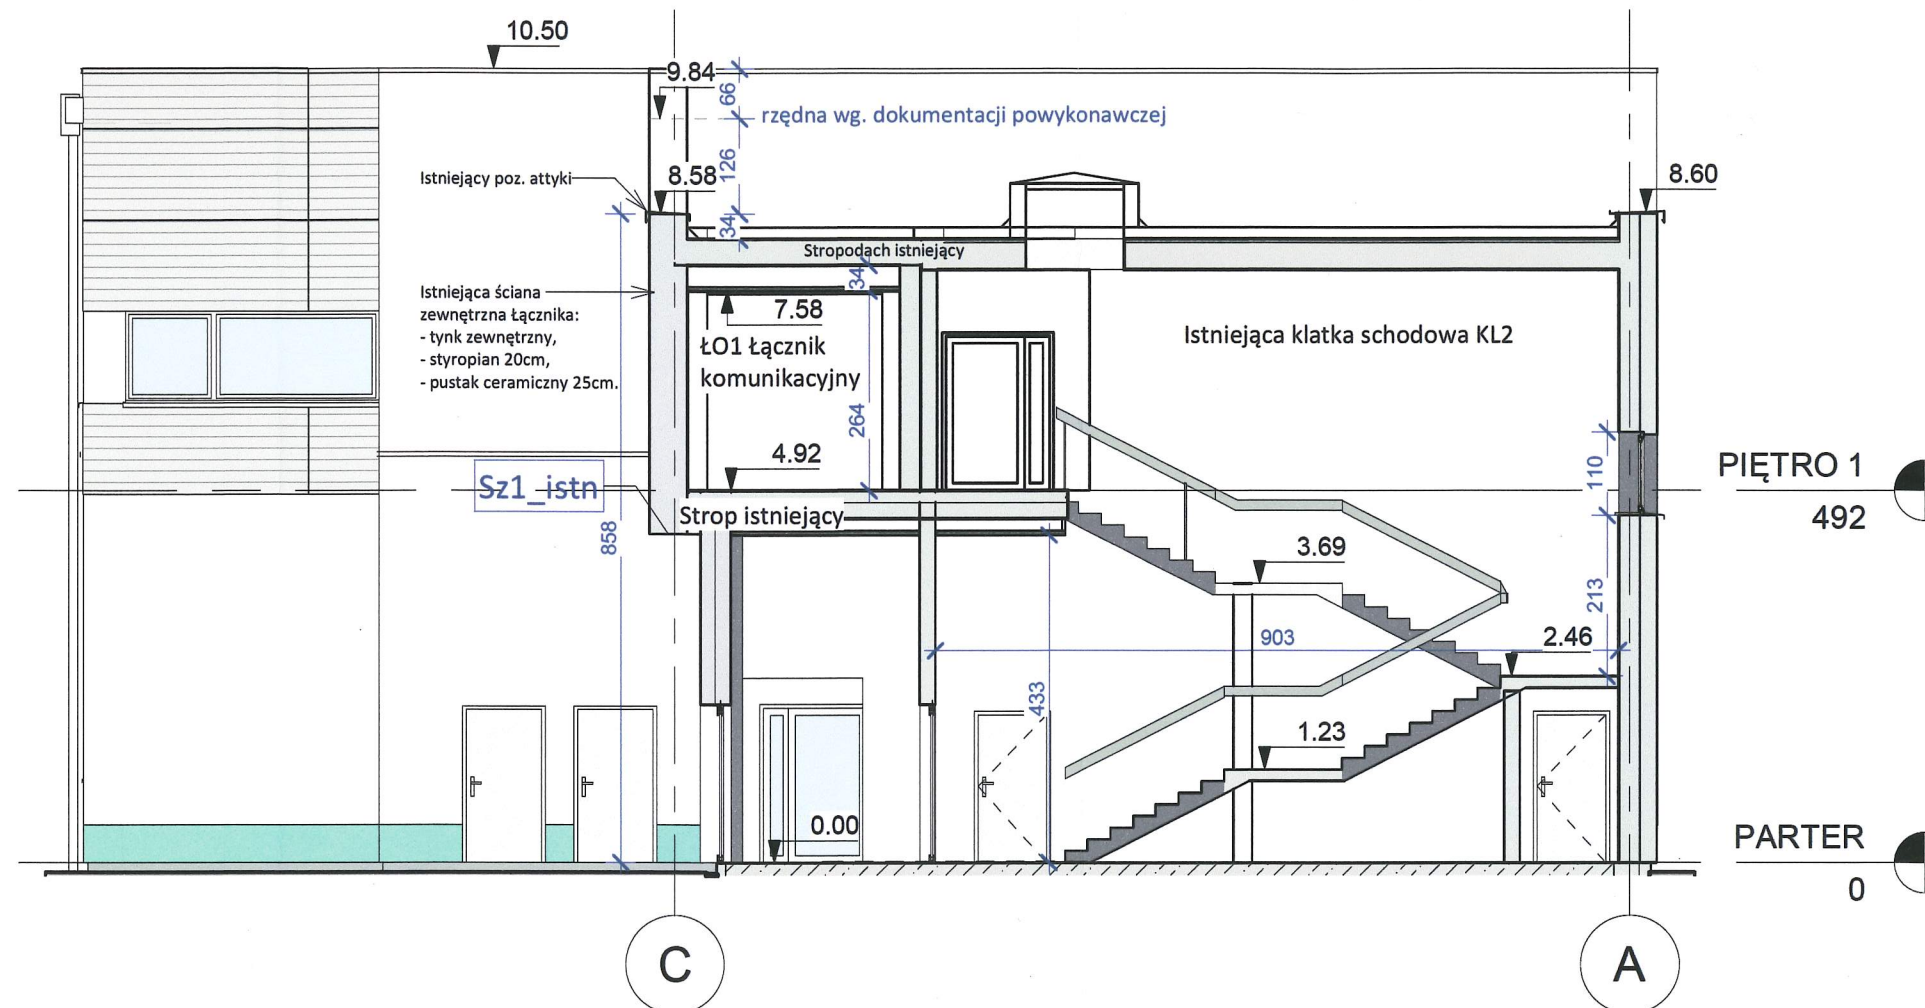 10.50
9.84
66
rzędna wg. dokumentacji powykonawczej
126
Istniejący poz. attyki
8.58
8.60
34
Stropodach istniejący
34
Istniejąca ściana
zewnętrzna Łącznika:
- tynk zewnętrzny,
- styropian 20cm,
- pustak ceramiczny 25cm.
7.58
ŁO1 Łącznik
komunikacyjny
Istniejąca klatka schodowa KL2
264
4.92
110
PIĘTRO 1
492
Sz1_istn
Strop istniejący
858
3.69
213
903
2.46
433
1.23
0.00
PARTER
0
C
A